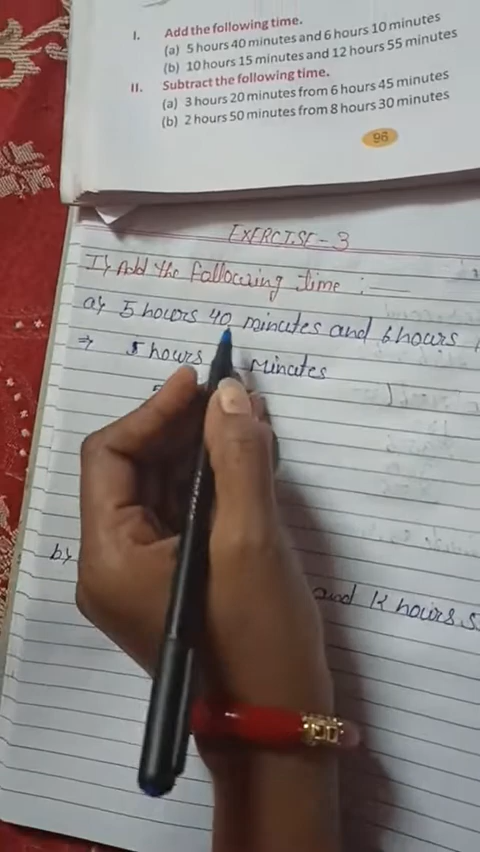 I. Add the following time.
(a) 5 hours 40 minutes and 6 hours 10 minutes
(b) 10 hours 15 minutes and 12 hours 55 minutes
II. Subtract the following time.
(a) 3 hours 20 minutes from 6 hours 45 minutes
(b) 2 hours 50 minutes from 8 hours 30 minutes
96
EXERCISE - 3
I) Add the following time :—
a) 5 hours 40 minutes and 6 hours
⇒ 5 hours minutes
b)
and 12 hours 5